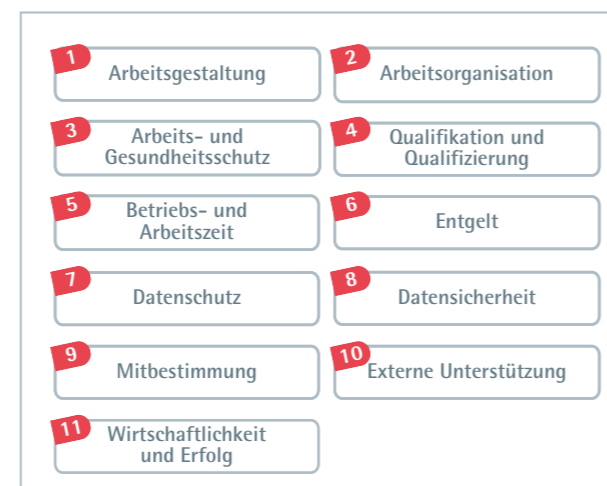 1
Arbeitsgestaltung
2
Arbeitsorganisation
3
Arbeits- und
Gesundheitsschutz
4
Qualifikation und
Qualifizierung
5
Betriebs- und
Arbeitszeit
6
Entgelt
7
Datenschutz
8
Datensicherheit
9
Mitbestimmung
10
Externe Unterstützung
11
Wirtschaftlichkeit
und Erfolg